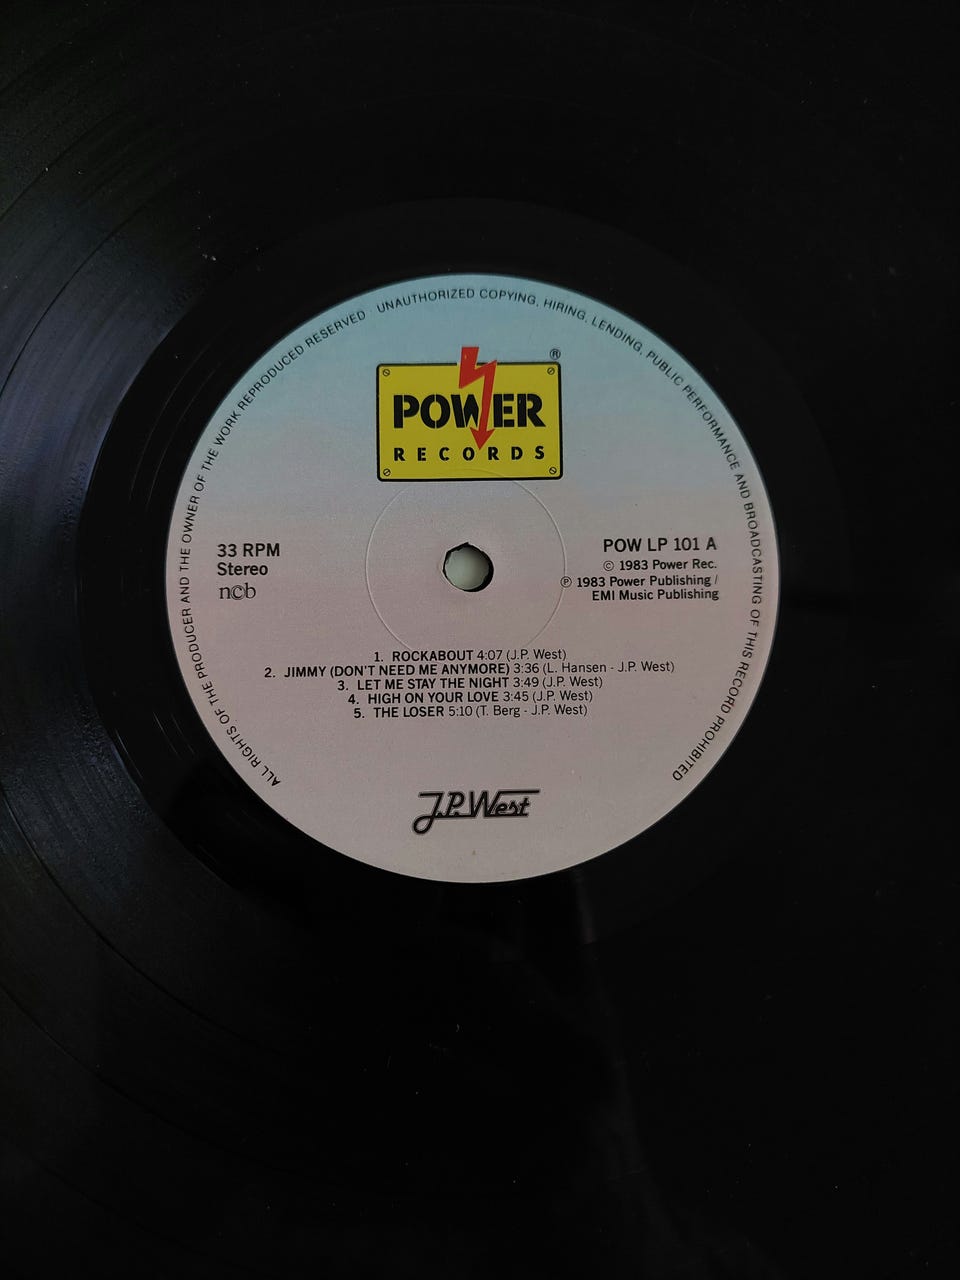 ALL RIGHTS OF THE PRODUCER AND THE OWNER OF THE WORK REPRODUCED RESERVED · UNAUTHORIZED COPYING, HIRING, LENDING, PUBLIC PERFORMANCE AND BROADCASTING OF THIS RECORD PROHIBITED
®
POWER
RECORDS
33 RPM
Stereo
ncb
POW LP 101 A
© 1983 Power Rec.
℗ 1983 Power Publishing /
EMI Music Publishing
1. ROCKABOUT 4:07 (J.P. West)
2. JIMMY (DON'T NEED ME ANYMORE) 3:36 (L. Hansen - J.P. West)
3. LET ME STAY THE NIGHT 3:49 (J.P. West)
4. HIGH ON YOUR LOVE 3:45 (J.P. West)
5. THE LOSER 5:10 (T. Berg - J.P. West)
J.P. West